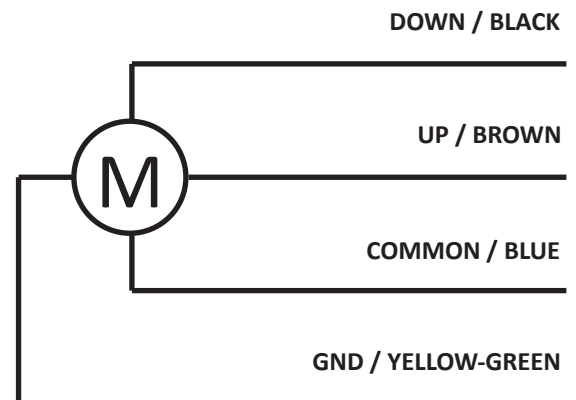 DOWN / BLACK
UP / BROWN
M
COMMON / BLUE
GND / YELLOW-GREEN